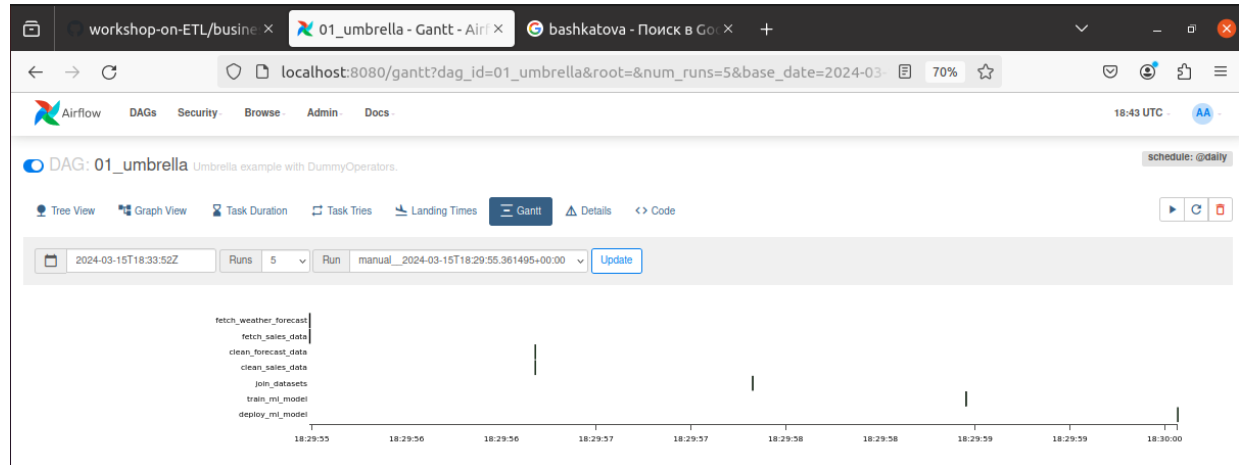 workshop-on-ETL/busine
01_umbrella - Gantt - Airf
bashkatova - Поиск в Goo
localhost:8080/gantt?dag_id=01_umbrella&root=&num_runs=5&base_date=2024-03-
70%
Airflow DAGs Security Browse Admin Docs 18:43 UTC AA
DAG: 01_umbrella Umbrella example with DummyOperators. schedule: @daily
Tree View Graph View Task Duration Task Tries Landing Times Gantt Details <> Code
2024-03-15T18:33:52Z Runs 5 Run manual__2024-03-15T18:29:55.361495+00:00 Update
fetch_weather_forecast
fetch_sales_data
clean_forecast_data
clean_sales_data
join_datasets
train_ml_model
deploy_ml_model
18:29:55 18:29:56 18:29:56 18:29:57 18:29:57 18:29:58 18:29:58 18:29:59 18:29:59 18:30:00